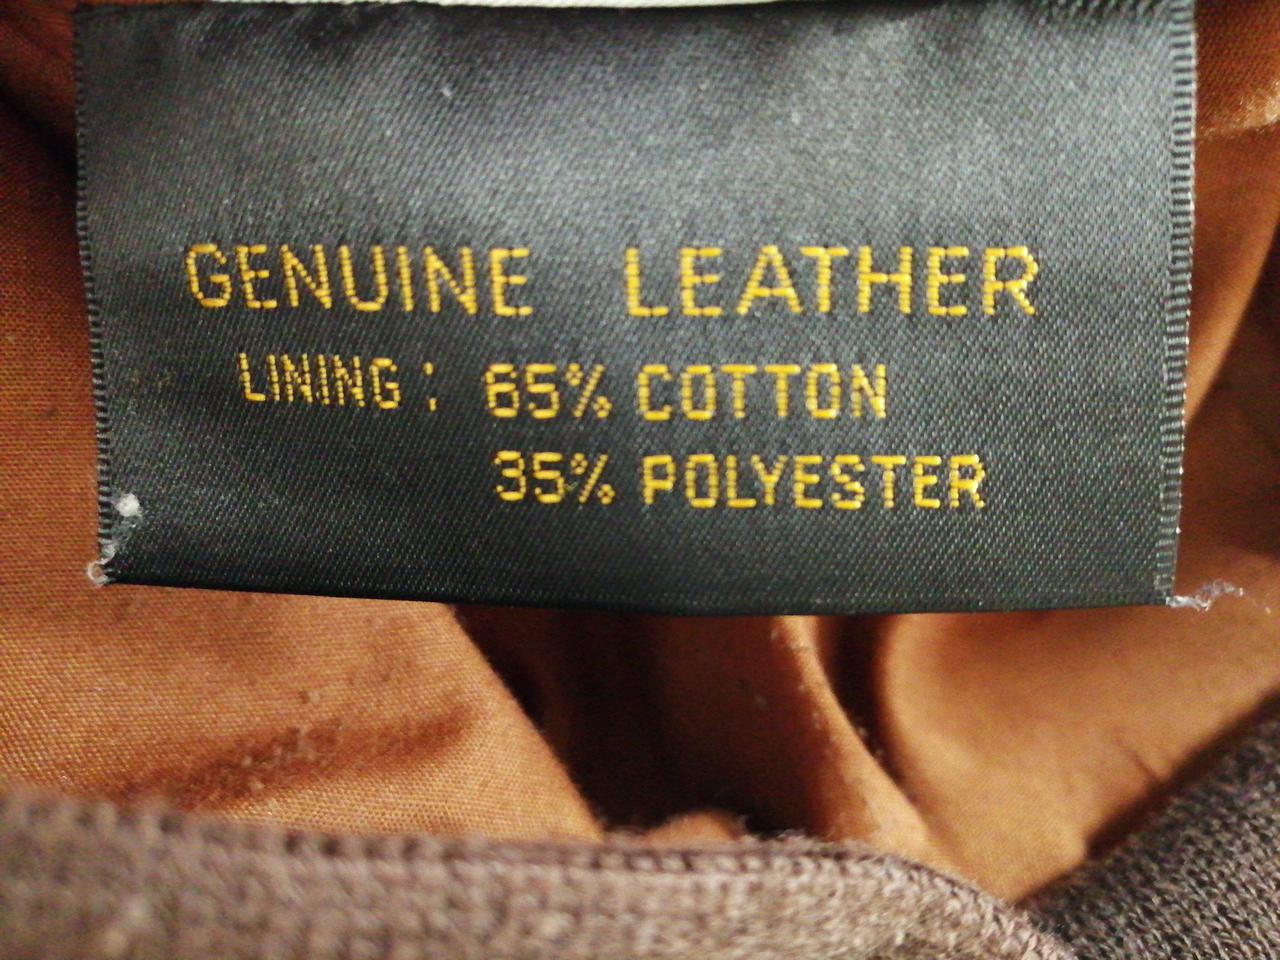 GENUINE LEATHER
LINING : 65% COTTON
35% POLYESTER